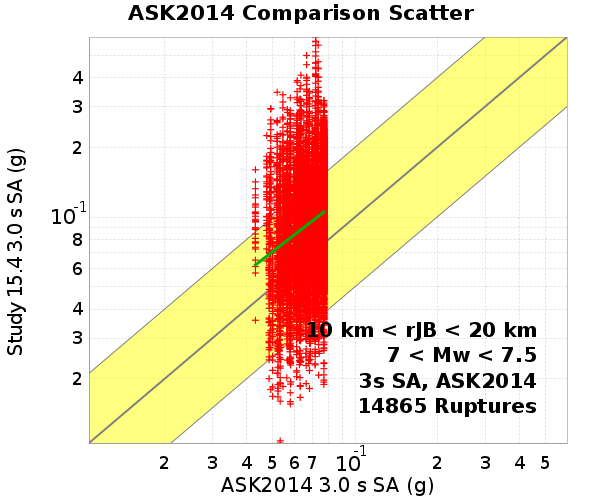 ASK2014 Comparison Scatter
Study 15.4 3.0 s SA (g)
4
3
2
10-1
8
6
4
3
2
10 km < rJB < 20 km
7 < Mw < 7.5
3s SA, ASK2014
14865 Ruptures
2 3 4 5 6 7 10-1 2 3 4 5
ASK2014 3.0 s SA (g)